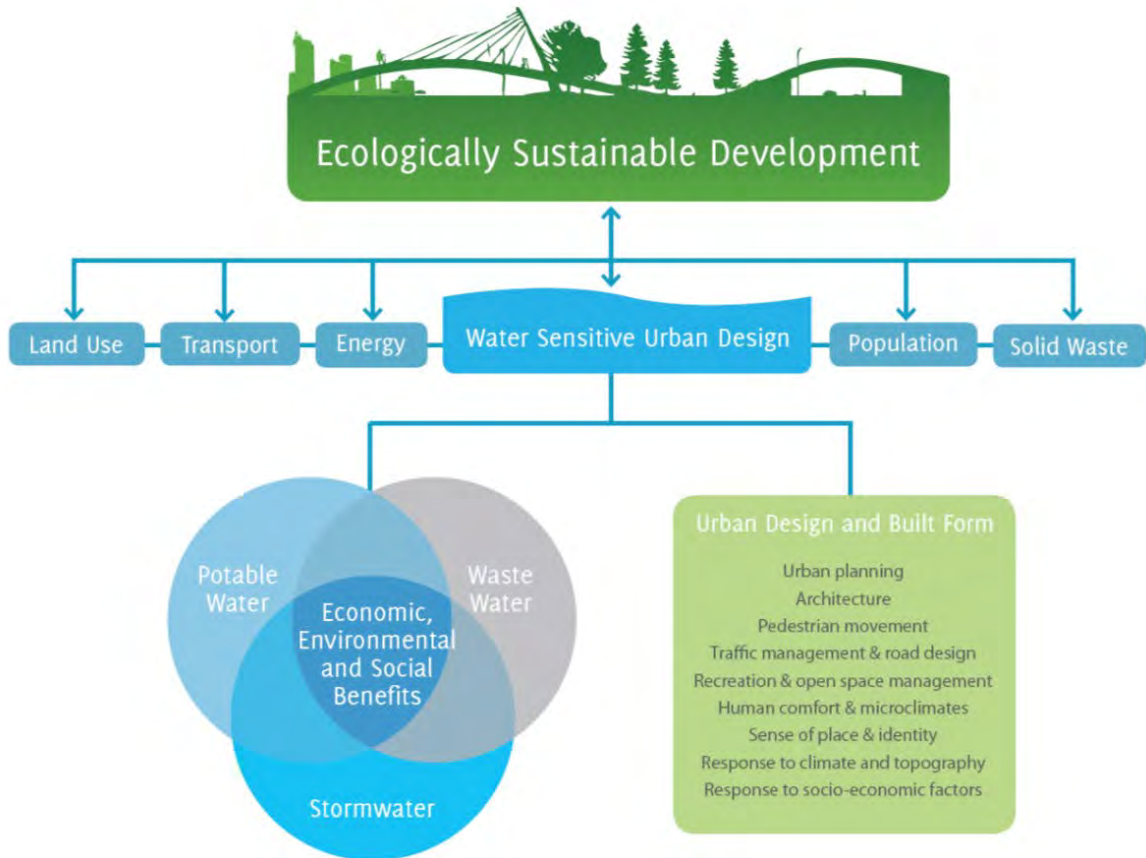 Ecologically Sustainable Development
Land Use
Transport
Energy
Water Sensitive Urban Design
Population
Solid Waste
Potable
Water
Waste
Water
Economic,
Environmental
and Social
Benefits
Stormwater
Urban Design and Built Form
Urban planning
Architecture
Pedestrian movement
Traffic management & road design
Recreation & open space management
Human comfort & microclimates
Sense of place & identity
Response to climate and topography
Response to socio-economic factors